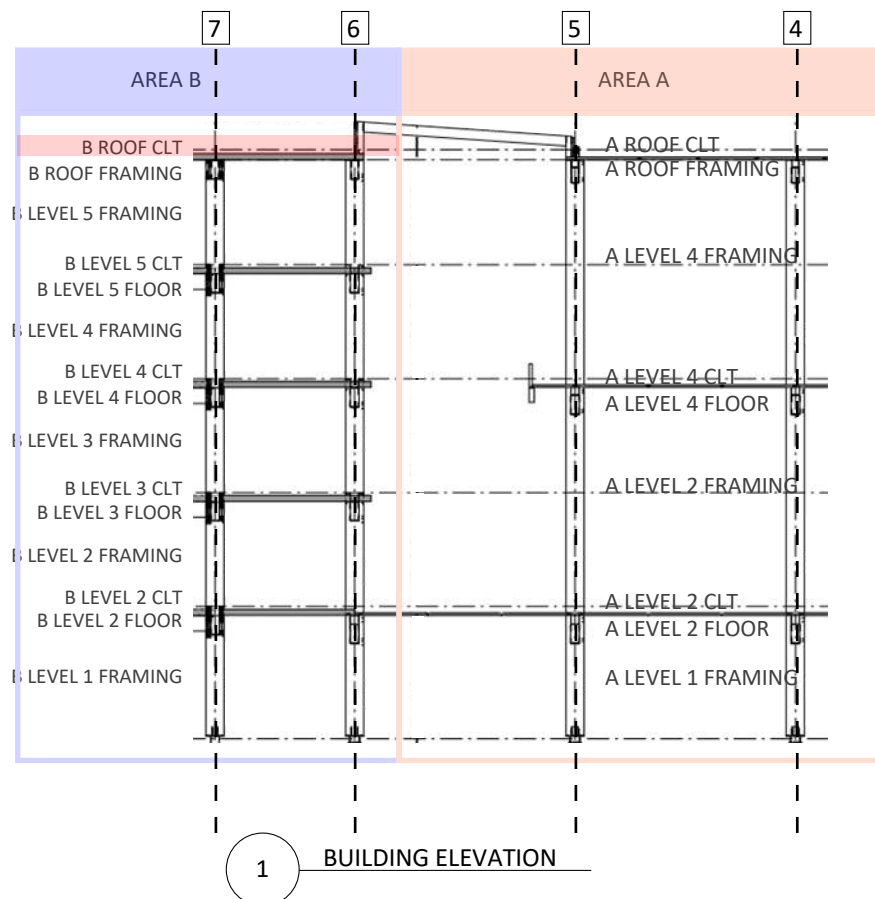 7 6 5 4
AREA B AREA A
B ROOF CLT A ROOF CLT
B ROOF FRAMING A ROOF FRAMING
B LEVEL 5 FRAMING
B LEVEL 5 CLT A LEVEL 4 FRAMING
B LEVEL 5 FLOOR
B LEVEL 4 FRAMING
B LEVEL 4 CLT A LEVEL 4 CLT
B LEVEL 4 FLOOR A LEVEL 4 FLOOR
B LEVEL 3 FRAMING
B LEVEL 3 CLT A LEVEL 2 FRAMING
B LEVEL 3 FLOOR
B LEVEL 2 FRAMING
B LEVEL 2 CLT A LEVEL 2 CLT
B LEVEL 2 FLOOR A LEVEL 2 FLOOR
B LEVEL 1 FRAMING A LEVEL 1 FRAMING
1 BUILDING ELEVATION